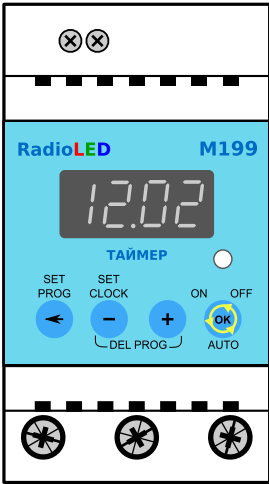 RadioLED M199
12.02
ТАЙМЕР
SET PROG SET CLOCK ON OFF
− + OK
DEL PROG AUTO